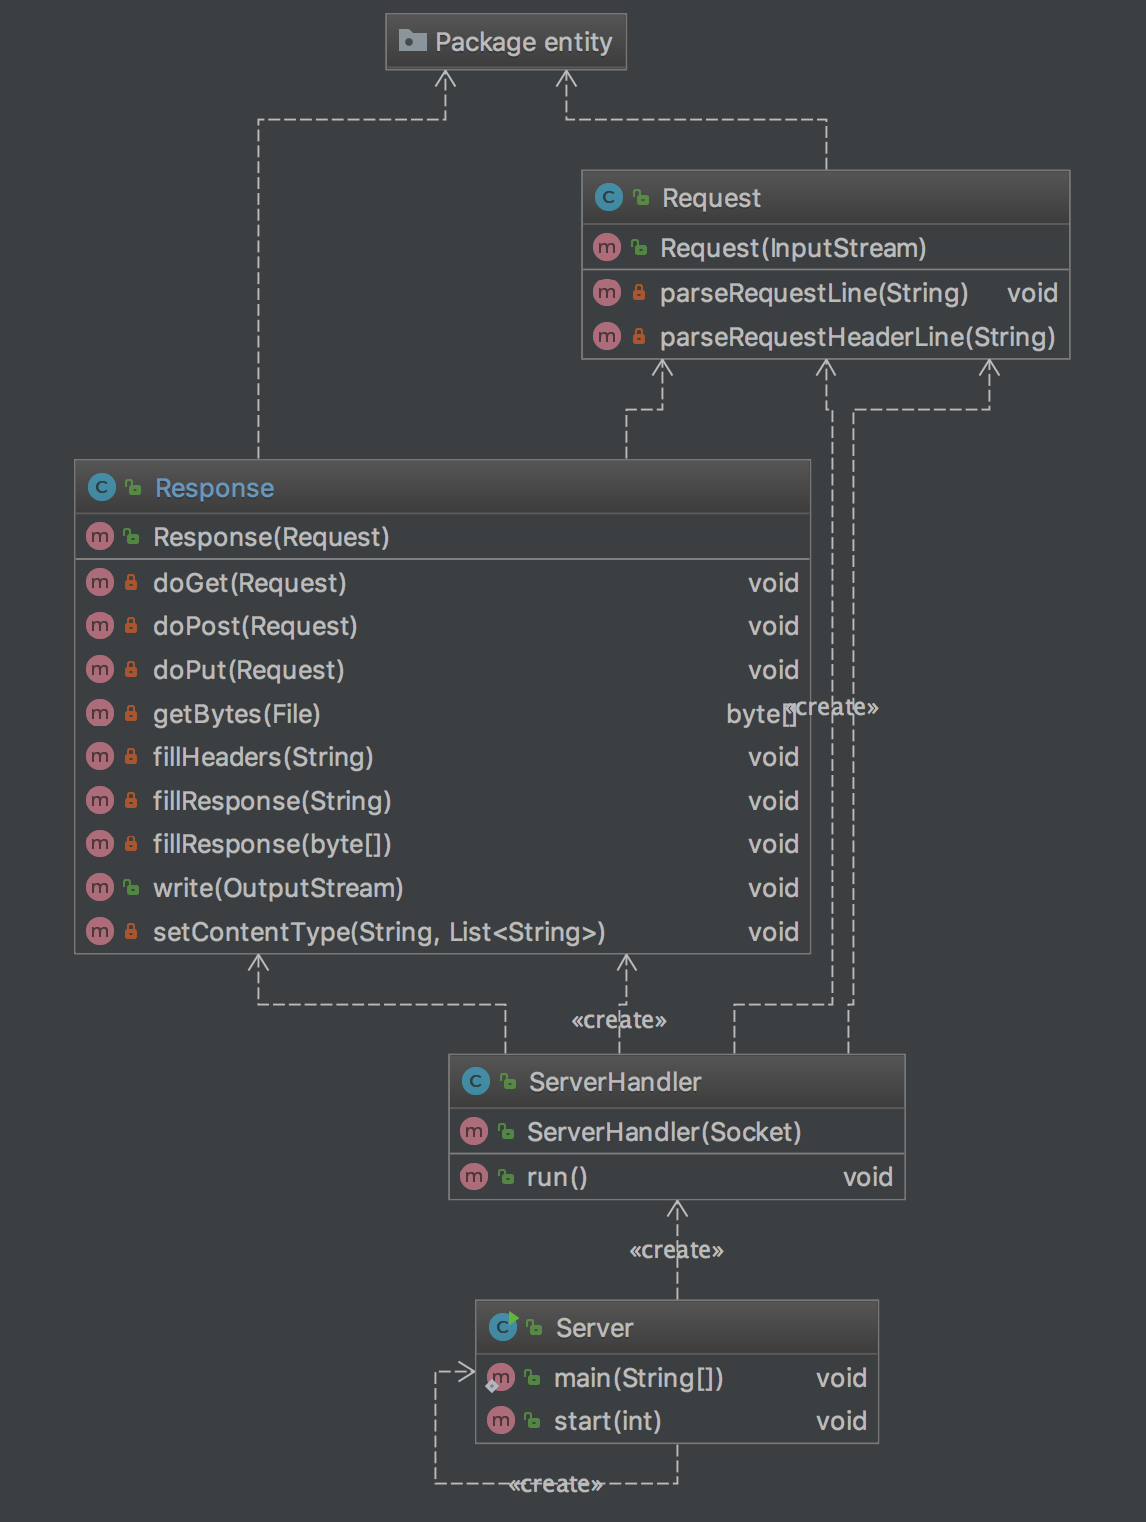 Package entity
Request
Request(InputStream)
parseRequestLine(String) void
parseRequestHeaderLine(String)
Response
Response(Request)
doGet(Request) void
doPost(Request) void
doPut(Request) void
getBytes(File) byte[]
«create»
fillHeaders(String) void
fillResponse(String) void
fillResponse(byte[]) void
write(OutputStream) void
setContentType(String, List<String>) void
«create»
ServerHandler
ServerHandler(Socket)
run() void
«create»
Server
main(String[]) void
start(int) void
«create»